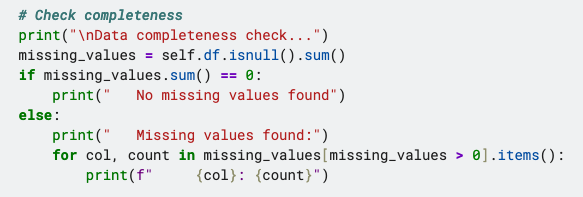 # Check completeness
print("\nData completeness check...")
missing_values = self.df.isnull().sum()
if missing_values.sum() == 0:
    print("   No missing values found")
else:
    print("   Missing values found:")
    for col, count in missing_values[missing_values > 0].items():
        print(f"     {col}: {count}")